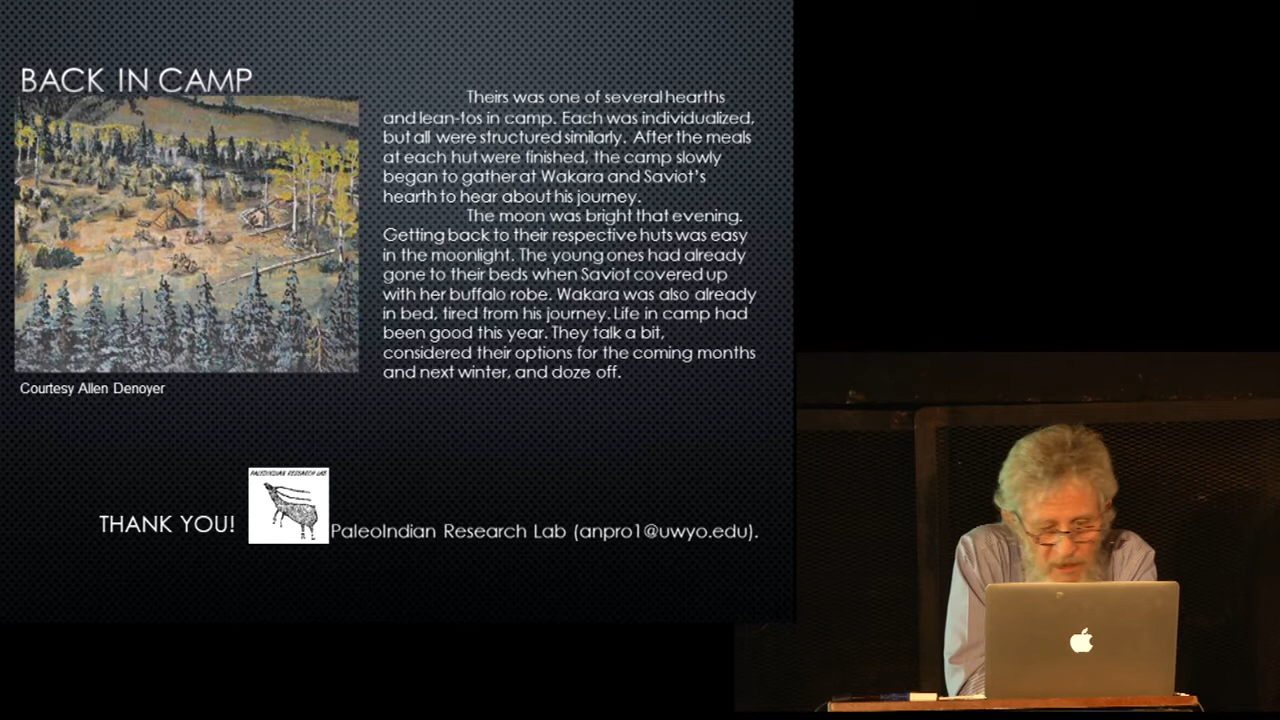 BACK IN CAMP
Theirs was one of several hearths
and lean-tos in camp. Each was individualized,
but all were structured similarly. After the meals
at each hut were finished, the camp slowly
began to gather at Wakara and Saviot's
hearth to hear about his journey.
The moon was bright that evening.
Getting back to their respective huts was easy
in the moonlight. The young ones had already
gone to their beds when Saviot covered up
with her buffalo robe. Wakara was also already
in bed, tired from his journey. Life in camp had
been good this year. They talk a bit,
considered their options for the coming months
and next winter, and doze off.
Courtesy Allen Denoyer
THANK YOU!
PALEOINDIAN RESEARCH LAB
PaleoIndian Research Lab (anpro1@uwyo.edu).